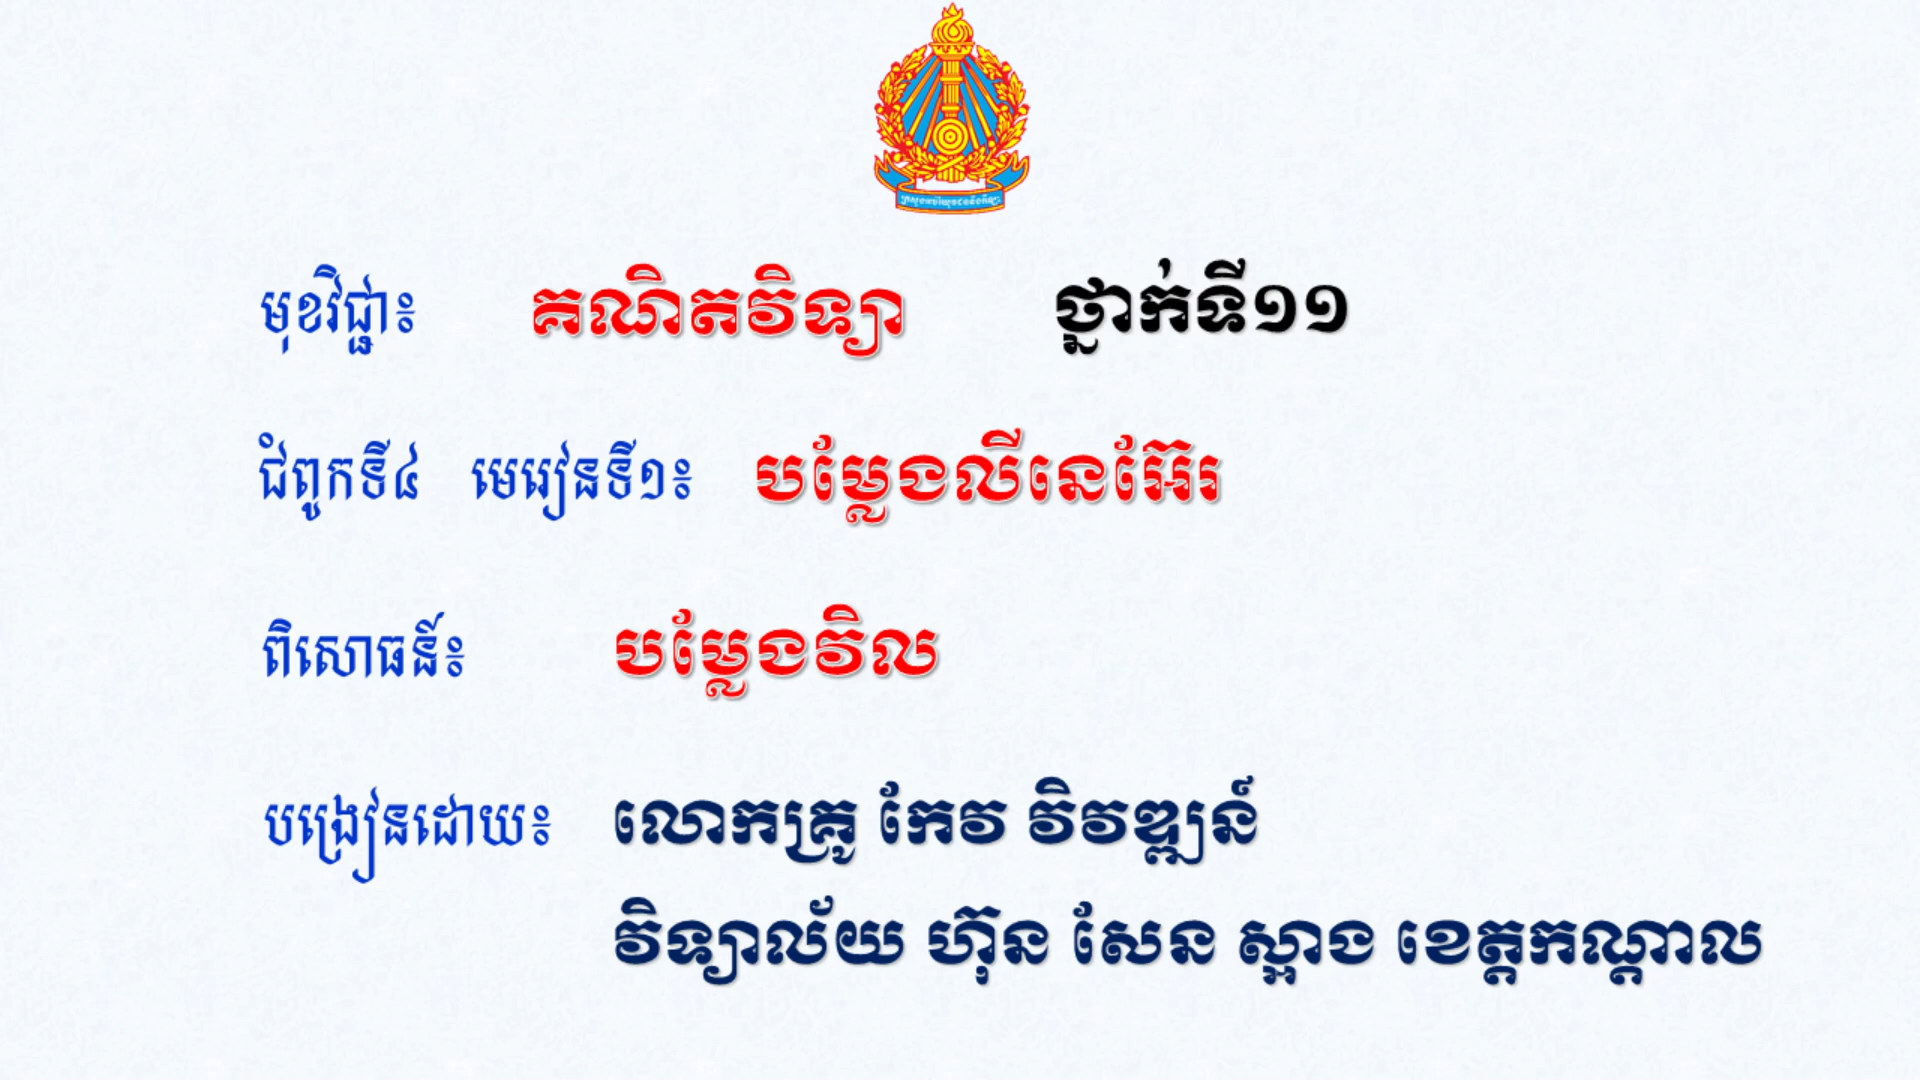 មុខវិជ្ជា៖ គណិតវិទ្យា ថ្នាក់ទី១១
ជំពូកទី៤ មេរៀនទី១៖ បម្លែងលីនេអ៊ែរ
ពិសោធន៍៖ បម្លែងវិល
បង្រៀនដោយ៖ លោកគ្រូ កែវ វិវឌ្ឍន៍
វិទ្យាល័យ ហ៊ុន សែន ស្អាង ខេត្តកណ្តាល